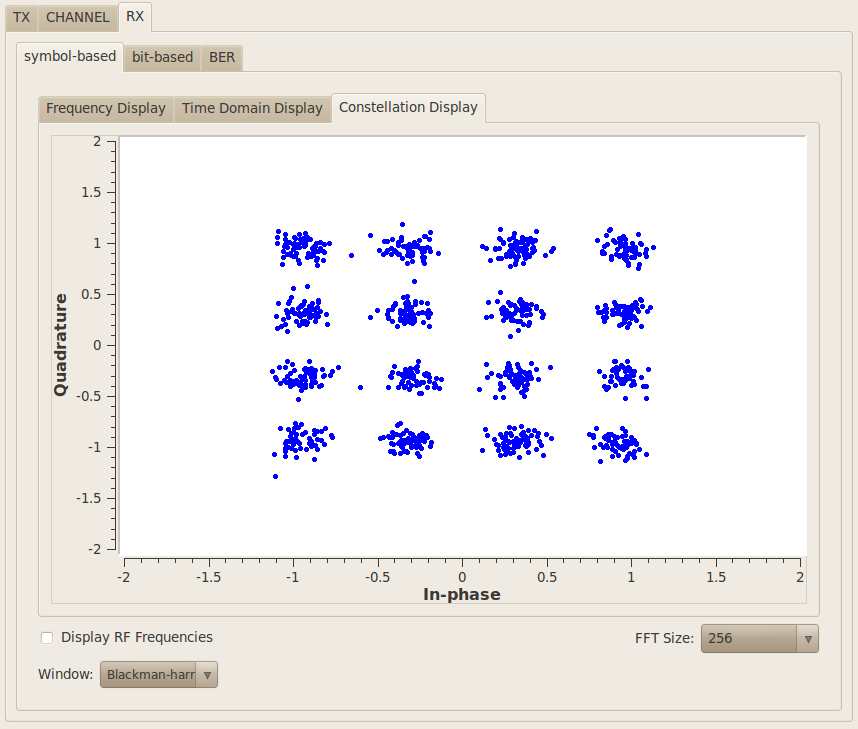 TX CHANNEL RX
symbol-based bit-based BER
Frequency Display Time Domain Display Constellation Display
2
1.5
1
0.5
0
-0.5
-1
-1.5
-2
Quadrature
-2 -1.5 -1 -0.5 0 0.5 1 1.5 2
In-phase
Display RF Frequencies FFT Size: 256
Window: Blackman-harr